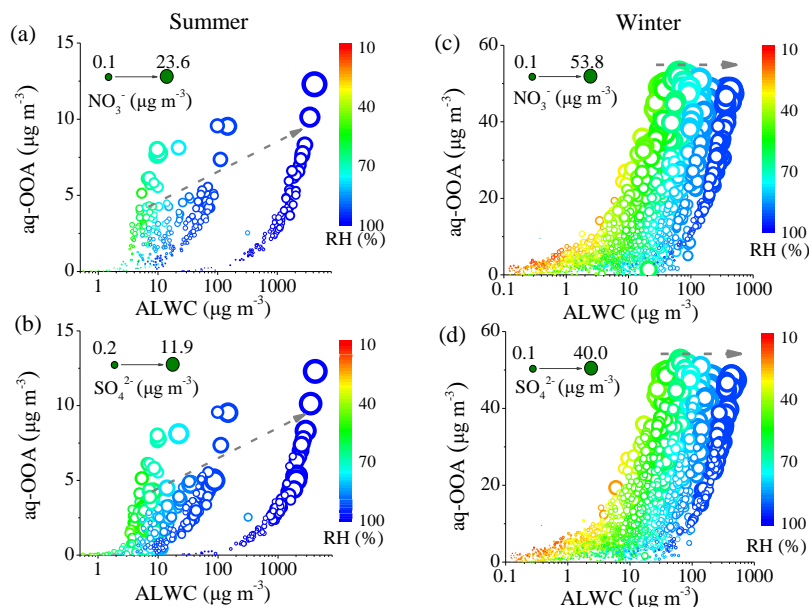 Summer
Winter
(a)
15
10
5
0
aq-OOA (μg m⁻³)
0.1
23.6
NO₃⁻ (μg m⁻³)
10
40
70
100
RH (%)
1
10
100
1000
ALWC (μg m⁻³)
(c)
60
40
20
0
aq-OOA (μg m⁻³)
0.1
53.8
NO₃⁻ (μg m⁻³)
10
40
70
100
RH (%)
0.1
1
10
100
1000
ALWC (μg m⁻³)
(b)
15
10
5
0
aq-OOA (μg m⁻³)
0.2
11.9
SO₄²⁻ (μg m⁻³)
10
40
70
100
RH (%)
1
10
100
1000
ALWC (μg m⁻³)
(d)
60
40
20
0
aq-OOA (μg m⁻³)
0.1
40.0
SO₄²⁻ (μg m⁻³)
10
40
70
100
RH (%)
0.1
1
10
100
1000
ALWC (μg m⁻³)